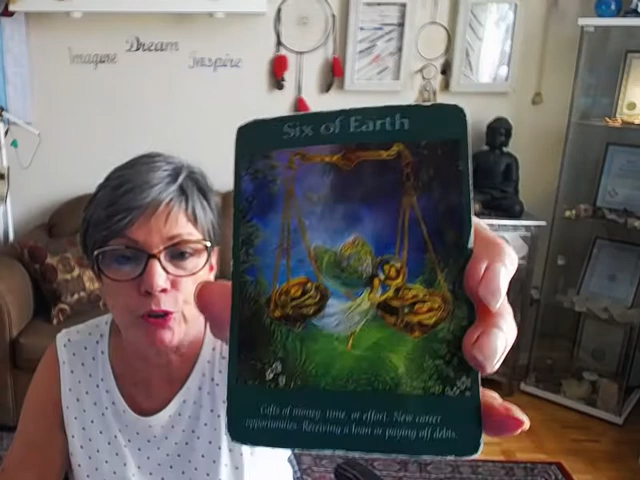 Imagine Dream Inspire
Six of Earth
Gifts of money, time, or effort. New career
opportunities. Receiving a loan or paying off debts.